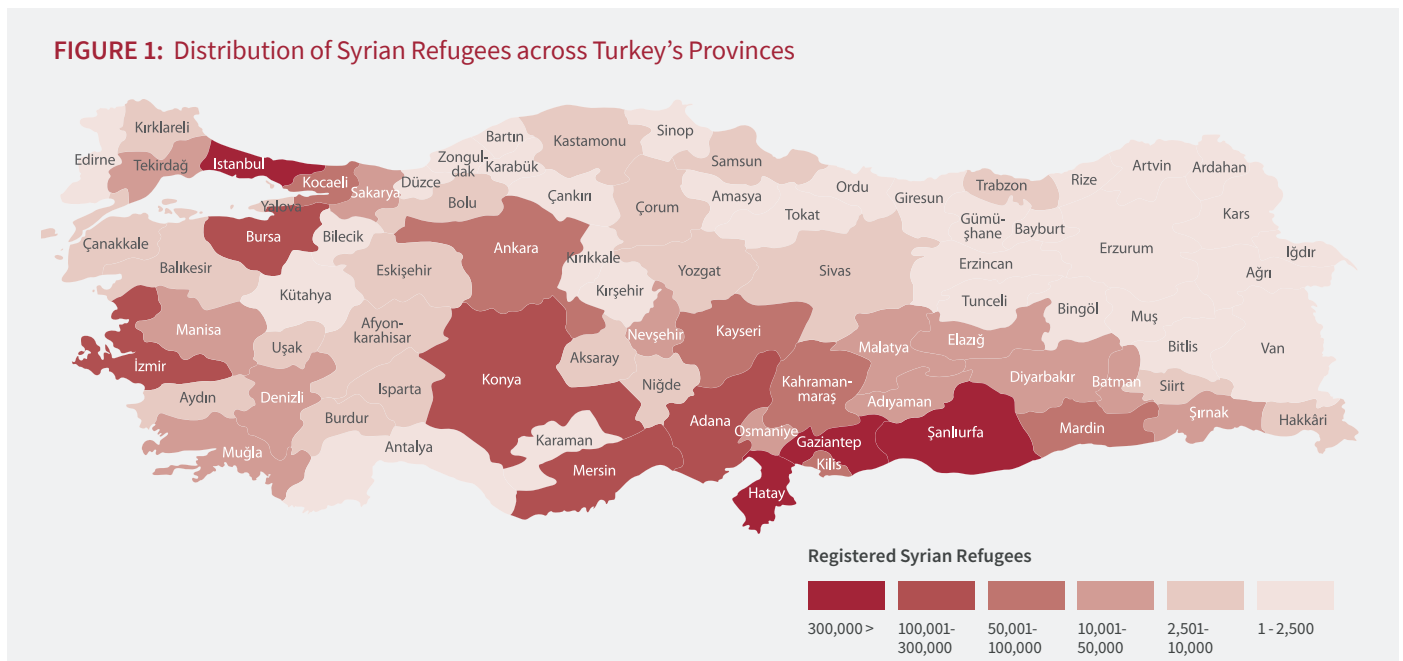 FIGURE 1: Distribution of Syrian Refugees across Turkey's Provinces
Kırklareli
Edirne
Tekirdağ
Istanbul
Kocaeli
Sakarya
Yalova
Düzce
Zongul-
dak
Bartın
Karabük
Kastamonu
Sinop
Samsun
Bolu
Çankırı
Çorum
Amasya
Tokat
Ordu
Giresun
Trabzon
Rize
Artvin
Ardahan
Kars
Gümü-
şhane
Bayburt
Erzurum
Iğdır
Ağrı
Çanakkale
Balıkesir
Bursa
Bilecik
Eskişehir
Ankara
Kırıkkale
Kırşehir
Yozgat
Sivas
Erzincan
Tunceli
Bingöl
Muş
Bitlis
Van
Kütahya
Manisa
Uşak
Afyon-
karahisar
İzmir
Aydın
Denizli
Isparta
Burdur
Muğla
Antalya
Konya
Aksaray
Nevşehir
Kayseri
Niğde
Karaman
Mersin
Adana
Kahraman-
maraş
Osmaniye
Malatya
Elazığ
Adıyaman
Diyarbakır
Batman
Siirt
Şırnak
Hakkâri
Mardin
Şanlıurfa
Gaziantep
Kilis
Hatay
Registered Syrian Refugees
300,000 >
100,001-
300,000
50,001-
100,000
10,001-
50,000
2,501-
10,000
1 - 2,500